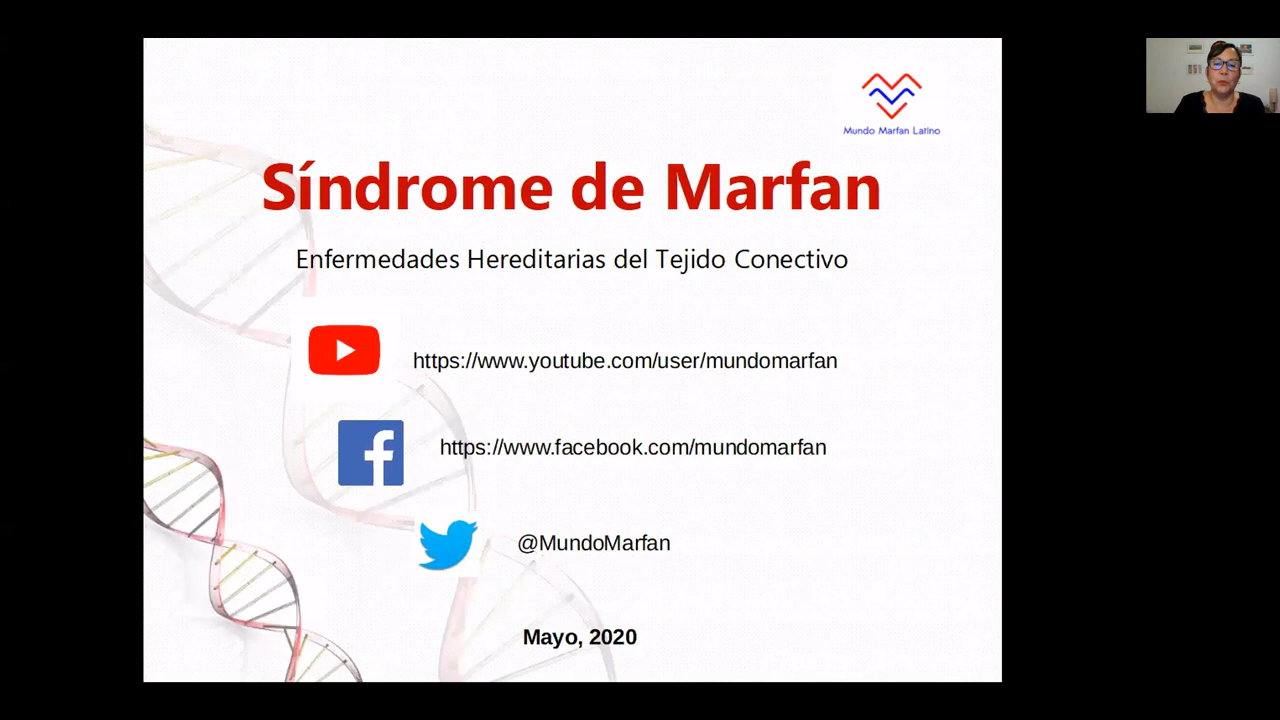 Mundo Marfan Latino
Síndrome de Marfan
Enfermedades Hereditarias del Tejido Conectivo
https://www.youtube.com/user/mundomarfan
https://www.facebook.com/mundomarfan
@MundoMarfan
Mayo, 2020